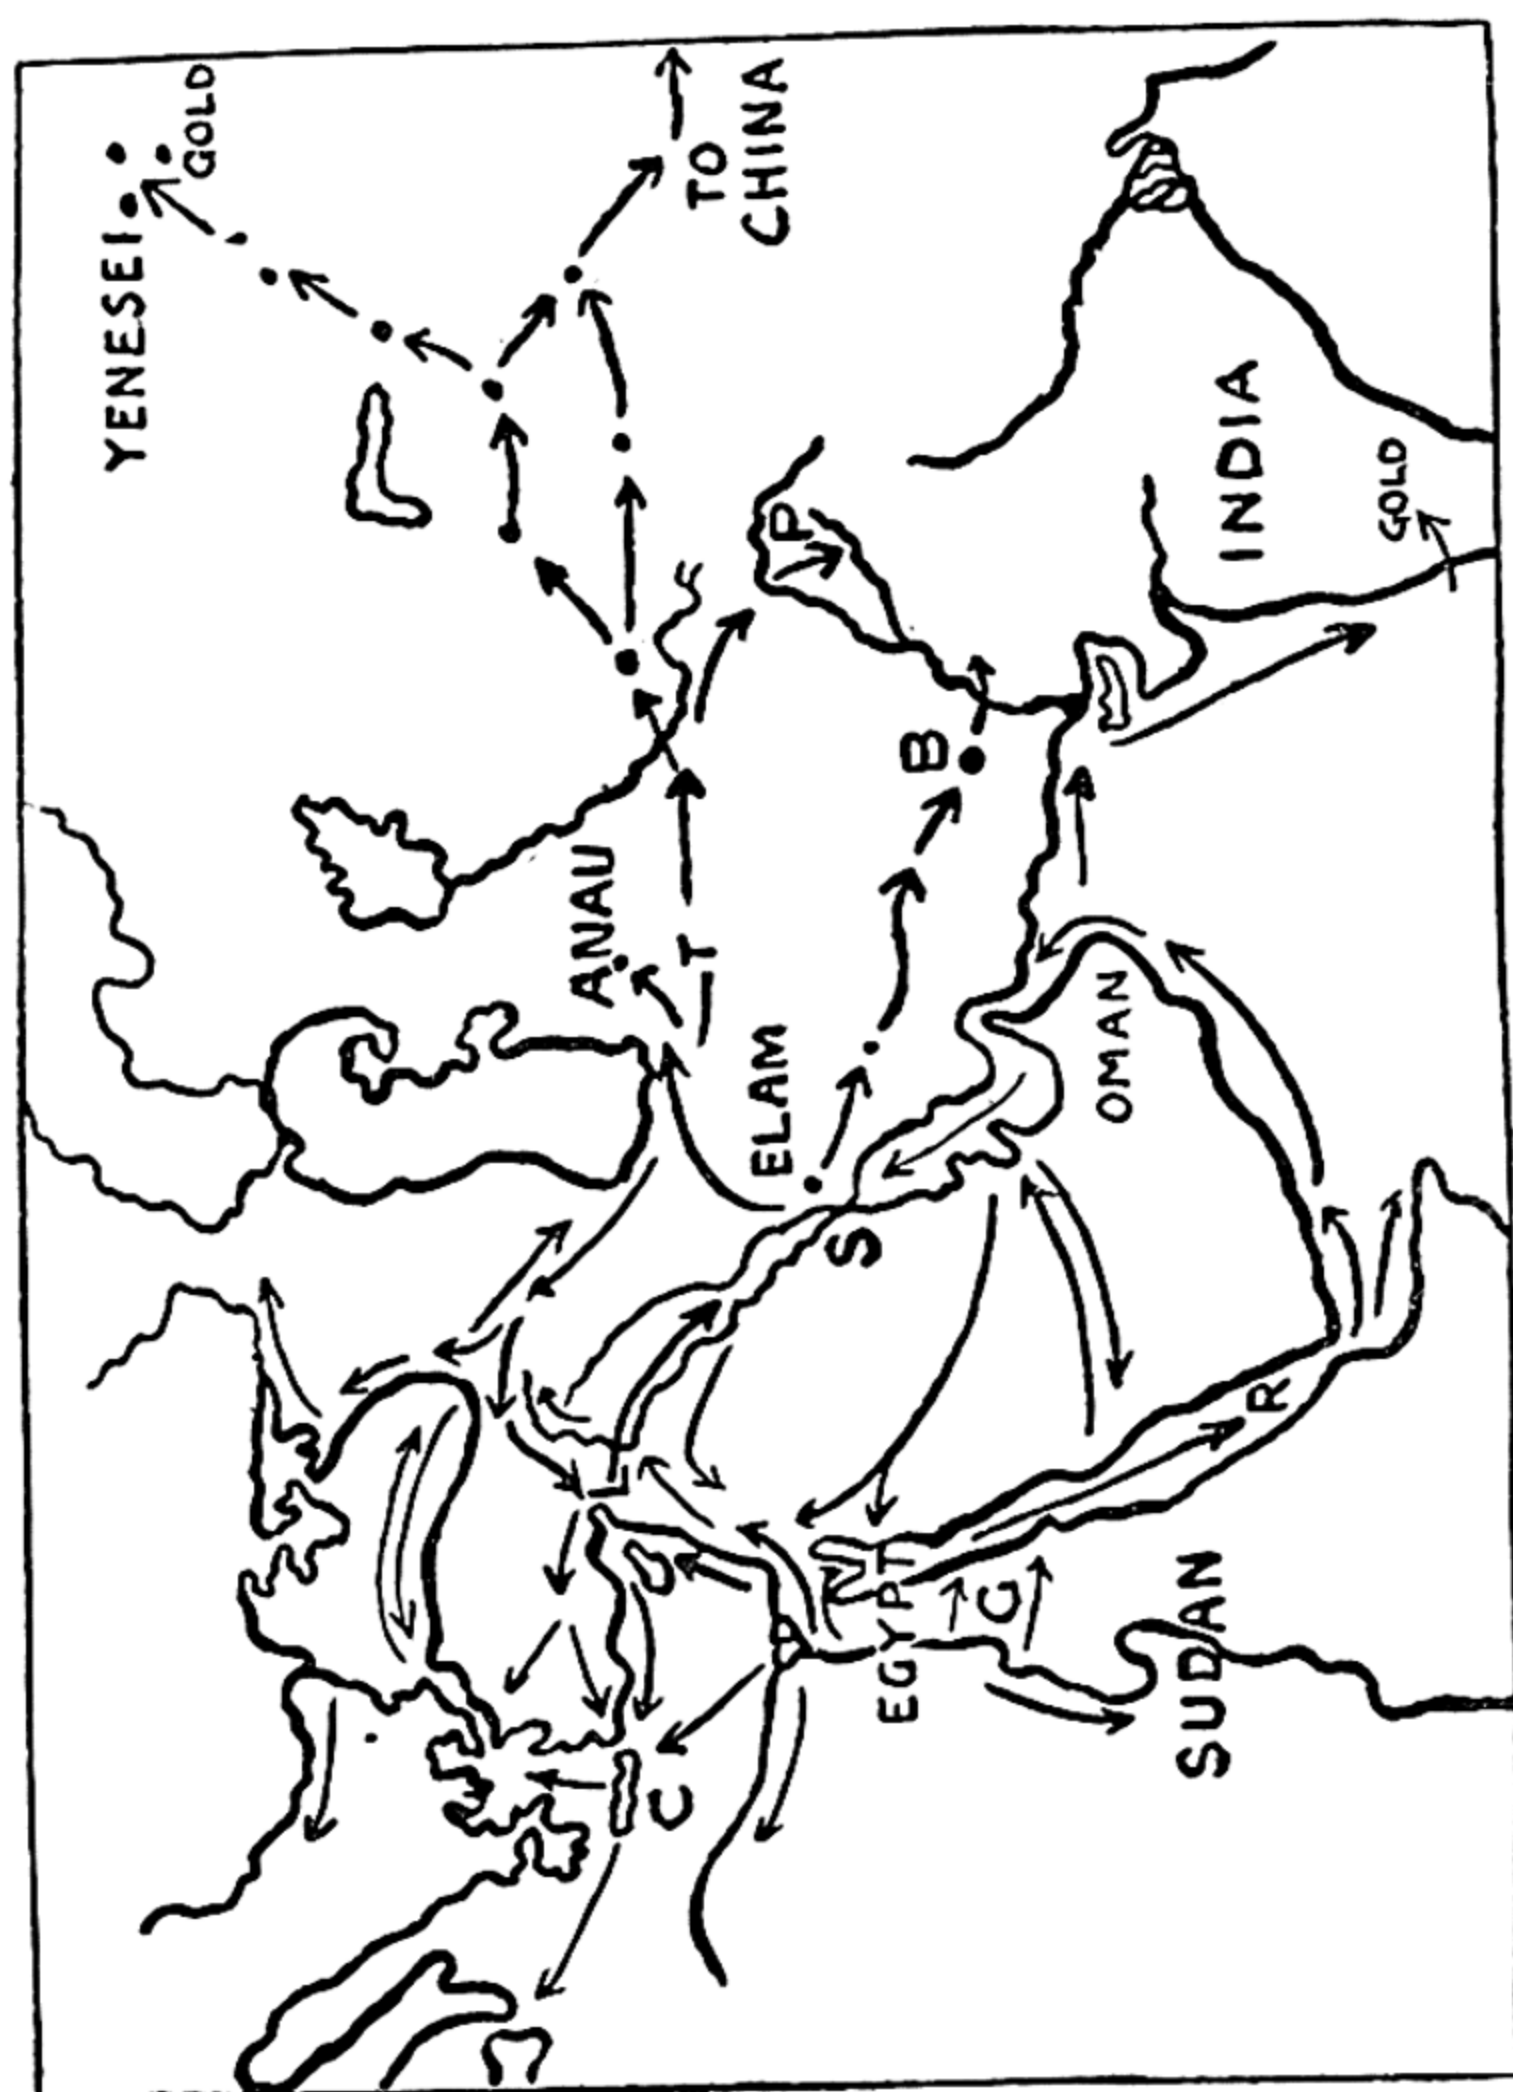 YENESEI
GOLD
TO
CHINA
ANAU
T
P
ELAM
B
S
INDIA
GOLD
OMAN
L
R
EGYPT
C
SUDAN
C